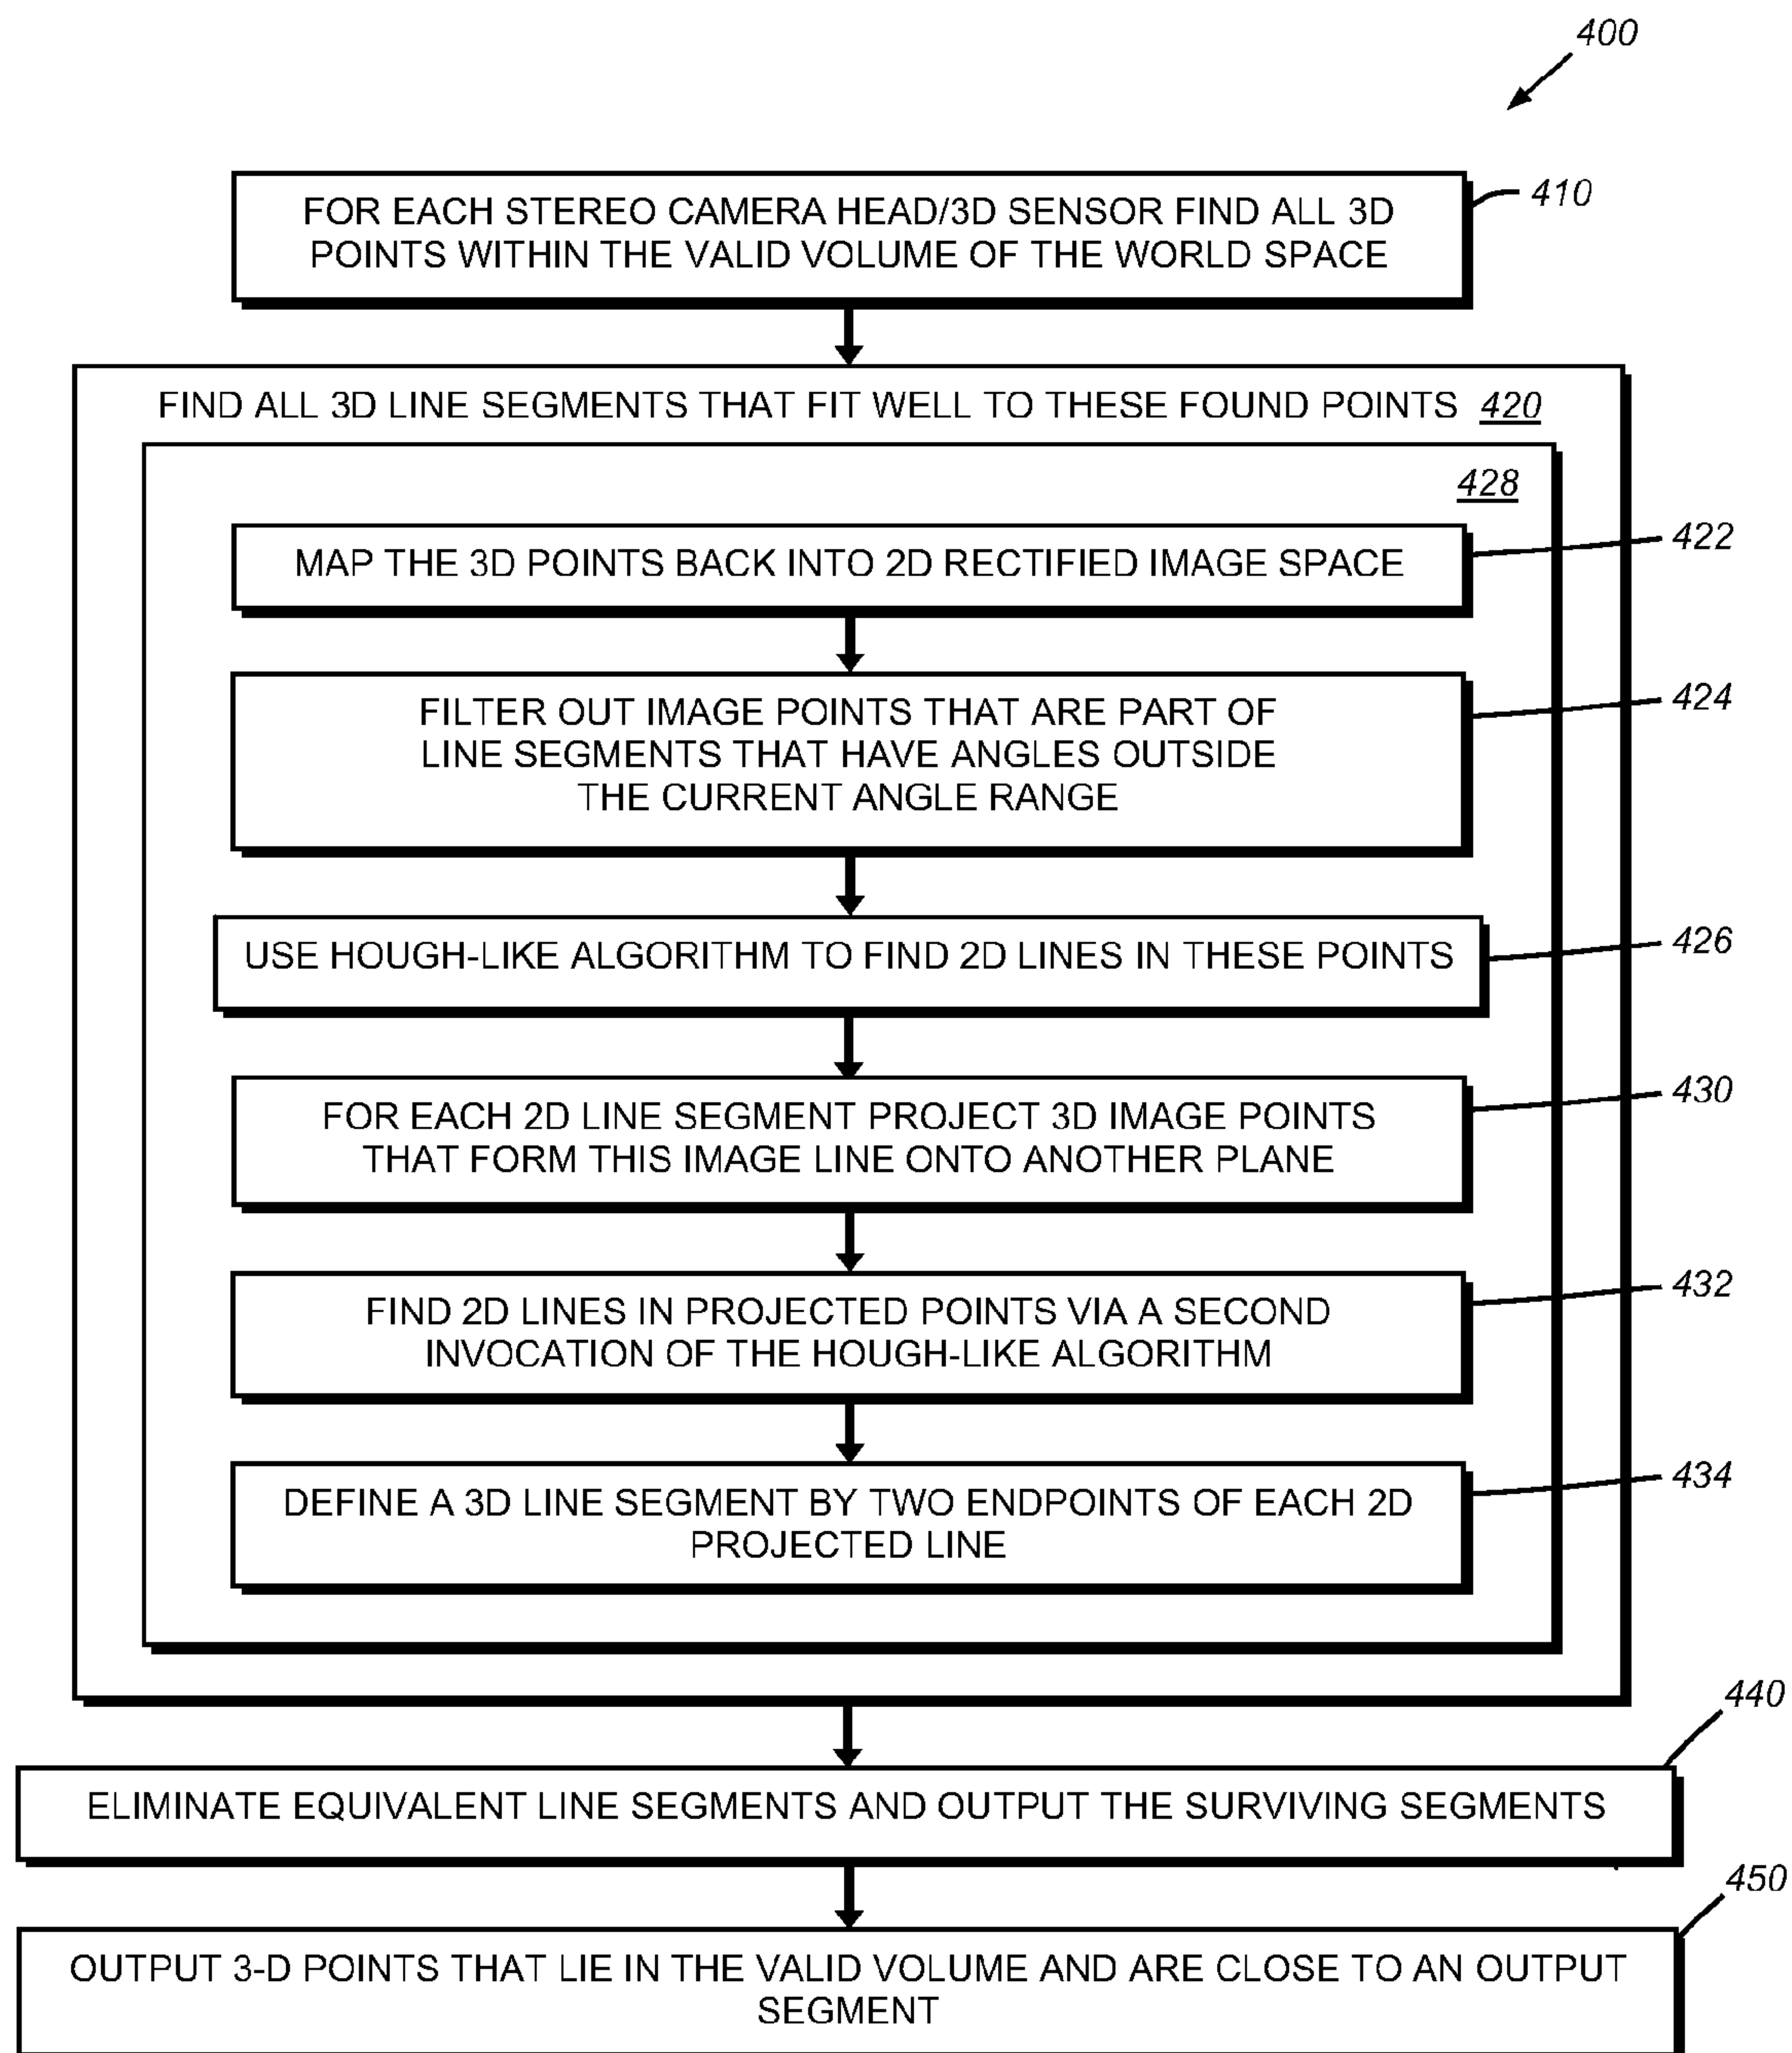 400
FOR EACH STEREO CAMERA HEAD/3D SENSOR FIND ALL 3D
POINTS WITHIN THE VALID VOLUME OF THE WORLD SPACE
410
FIND ALL 3D LINE SEGMENTS THAT FIT WELL TO THESE FOUND POINTS 420
428
MAP THE 3D POINTS BACK INTO 2D RECTIFIED IMAGE SPACE
422
FILTER OUT IMAGE POINTS THAT ARE PART OF
LINE SEGMENTS THAT HAVE ANGLES OUTSIDE
THE CURRENT ANGLE RANGE
424
USE HOUGH-LIKE ALGORITHM TO FIND 2D LINES IN THESE POINTS
426
FOR EACH 2D LINE SEGMENT PROJECT 3D IMAGE POINTS
THAT FORM THIS IMAGE LINE ONTO ANOTHER PLANE
430
FIND 2D LINES IN PROJECTED POINTS VIA A SECOND
INVOCATION OF THE HOUGH-LIKE ALGORITHM
432
DEFINE A 3D LINE SEGMENT BY TWO ENDPOINTS OF EACH 2D
PROJECTED LINE
434
ELIMINATE EQUIVALENT LINE SEGMENTS AND OUTPUT THE SURVIVING SEGMENTS
440
OUTPUT 3-D POINTS THAT LIE IN THE VALID VOLUME AND ARE CLOSE TO AN OUTPUT
SEGMENT
450